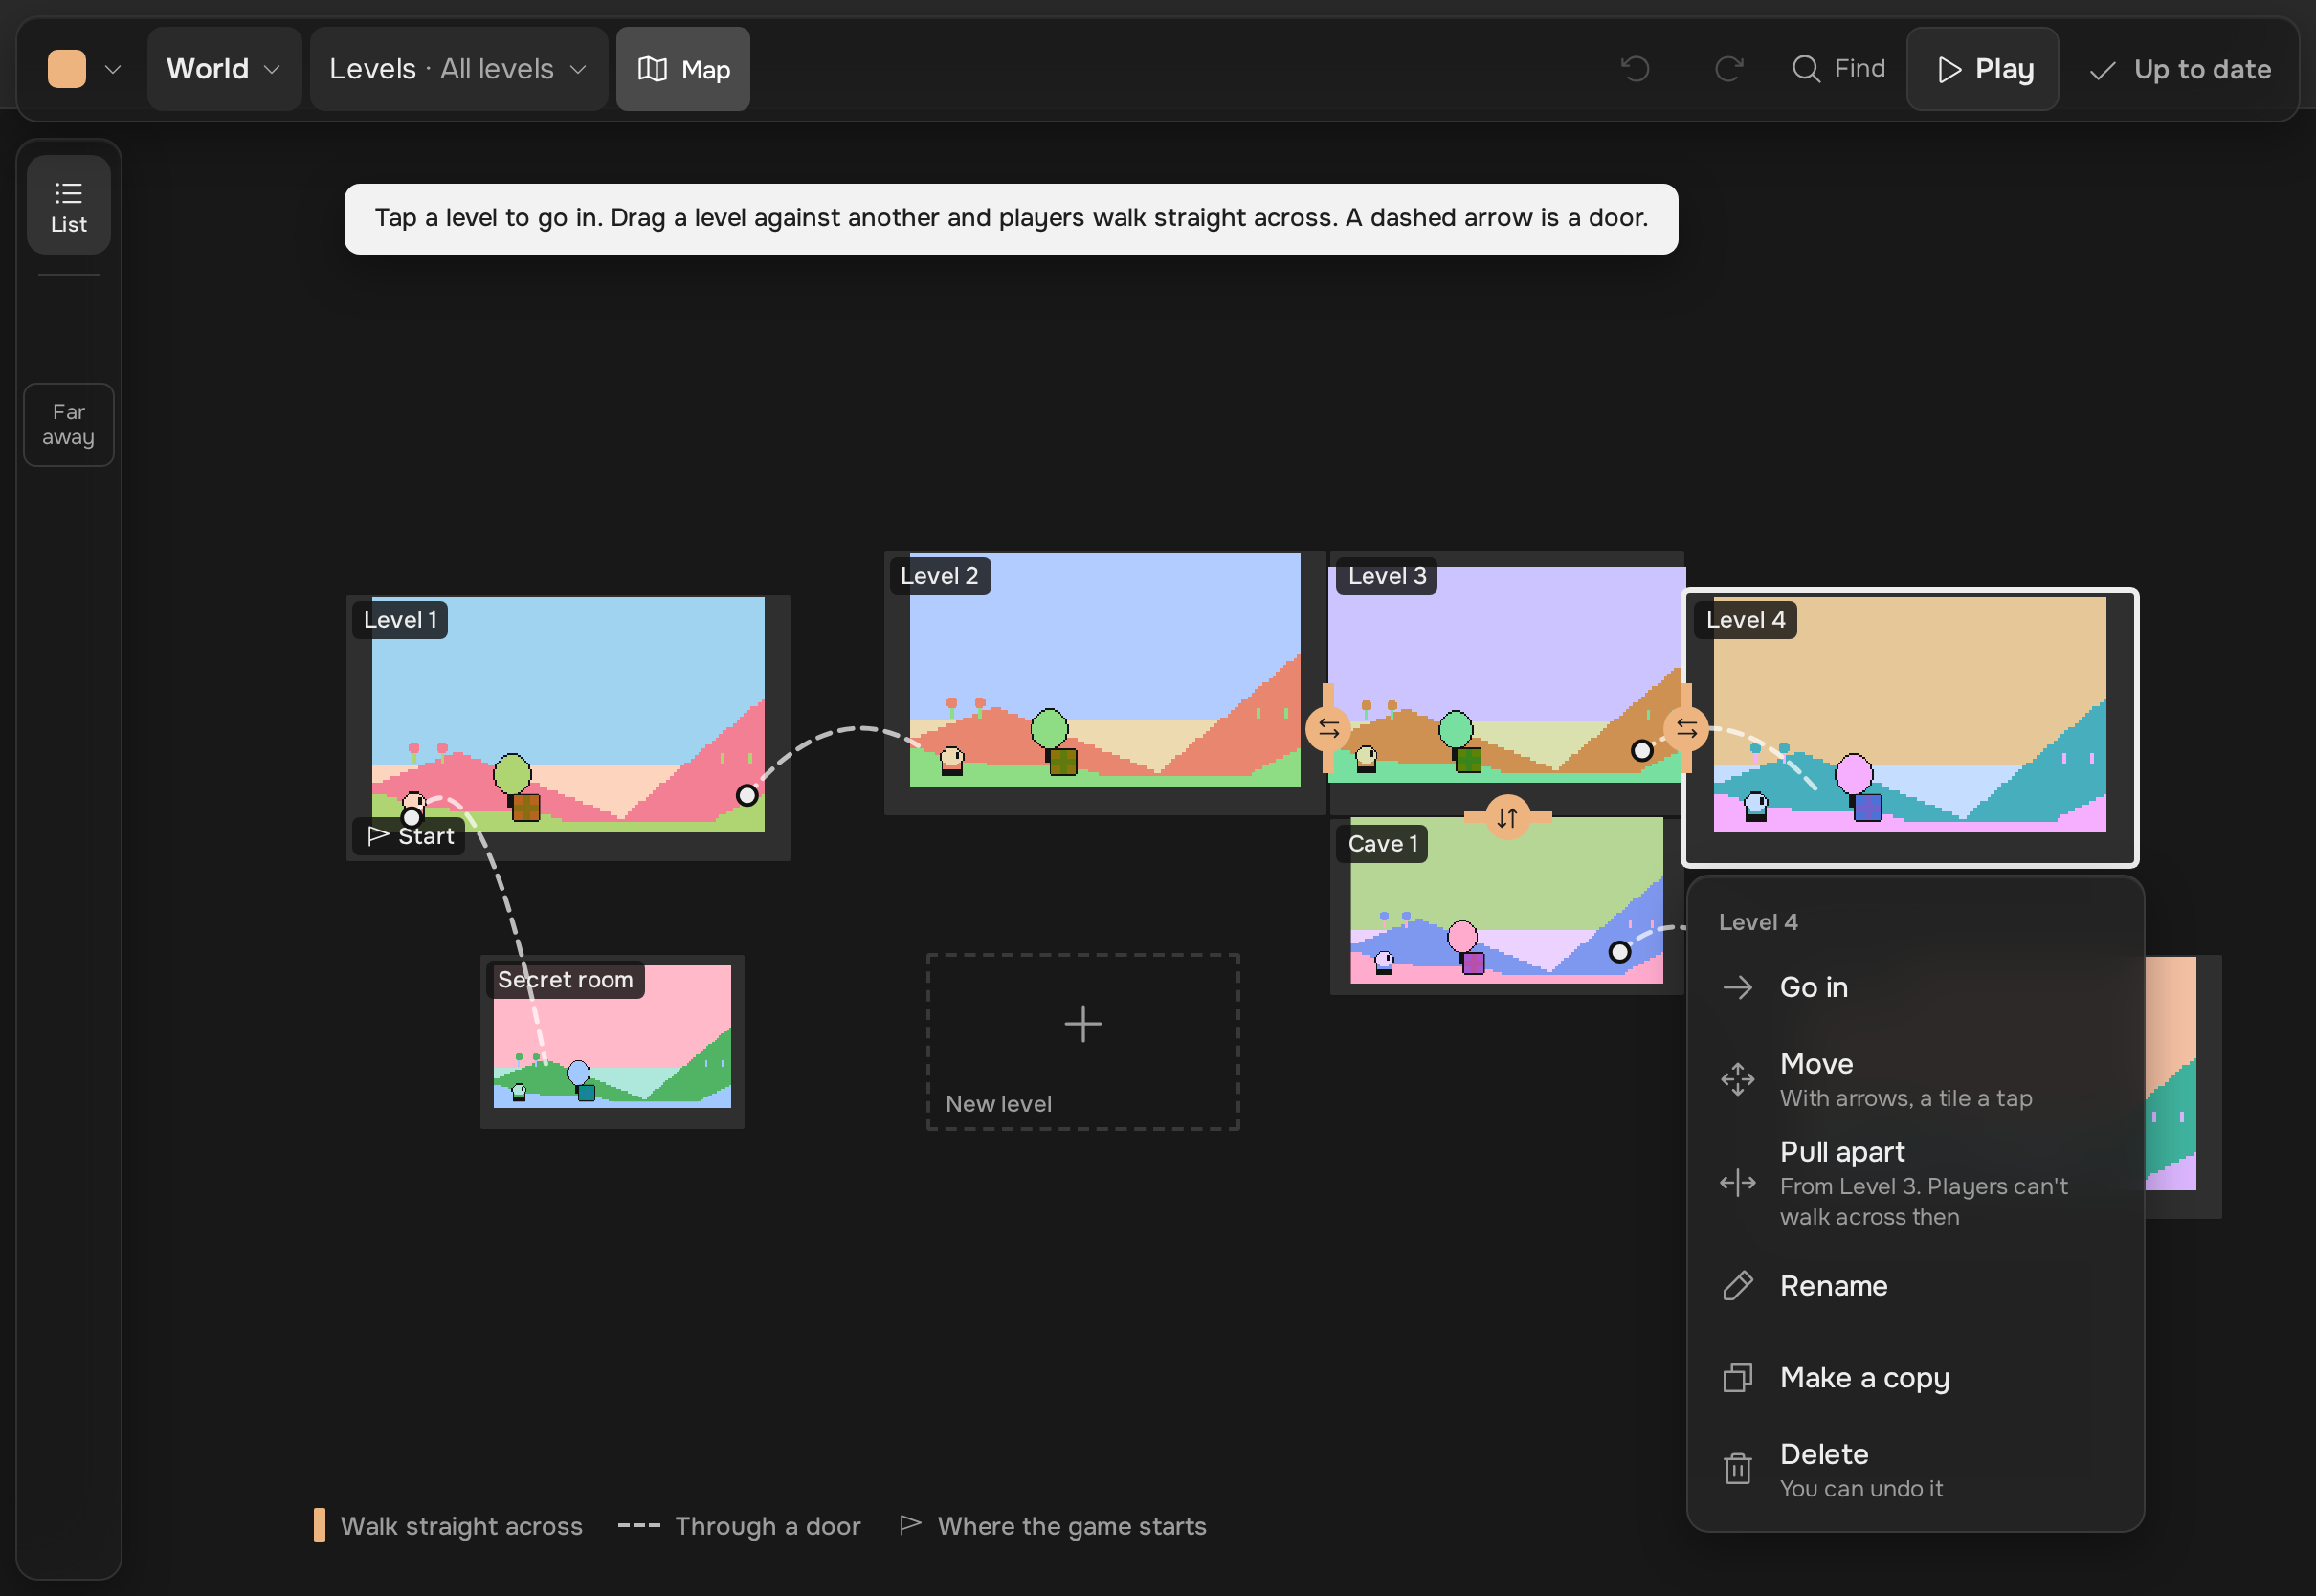 World
Levels · All levels
Map
Find
Play
Up to date
List
Far
away
Tap a level to go in. Drag a level against another and players walk straight across. A dashed arrow is a door.
Level 1
Start
Level 2
Level 3
Level 4
Cave 1
Secret room
New level
Level 4
Go in
Move
With arrows, a tile a tap
Pull apart
From Level 3. Players can't
walk across then
Rename
Make a copy
Delete
You can undo it
Walk straight across
Through a door
Where the game starts